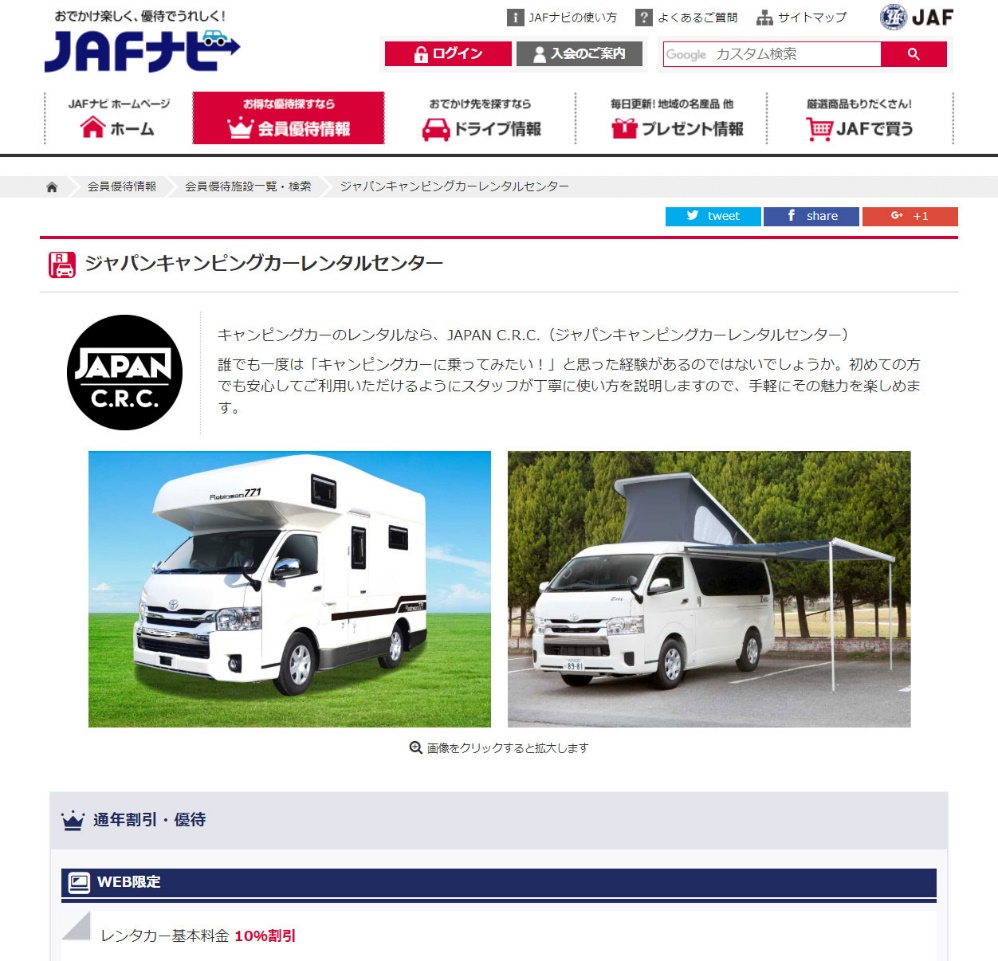 おでかけ楽しく、優待でうれしく!
JAFナビ
JAFナビの使い方 よくあるご質問 サイトマップ JAF
ログイン 入会のご案内 Google カスタム検索
JAFナビ ホームページ
ホーム
お得な優待探すなら
会員優待情報
おでかけ先を探すなら
ドライブ情報
毎日更新!地域の名産品 他
プレゼント情報
厳選商品もりだくさん!
JAFで買う
会員優待情報 会員優待施設一覧・検索 ジャパンキャンピングカーレンタルセンター
tweet share G+ +1
ジャパンキャンピングカーレンタルセンター
JAPAN
C.R.C.
キャンピングカーのレンタルなら、JAPAN C.R.C.（ジャパンキャンピングカーレンタルセンター）
誰でも一度は「キャンピングカーに乗ってみたい！」と思った経験があるのではないでしょうか。初めての方
でも安心してご利用いただけるようにスタッフが丁寧に使い方を説明しますので、手軽にその魅力を楽しめま
す。
771
89-81
画像をクリックすると拡大します
通年割引・優待
WEB限定
レンタカー基本料金 10%割引